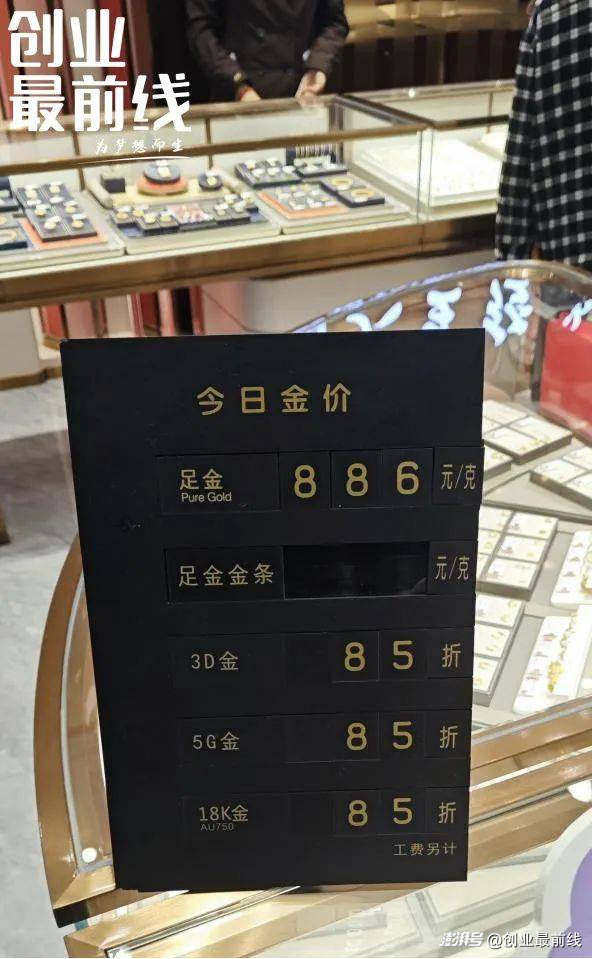 创业
最前线
为梦想而生
今日金价
足金 886 元/克
Pure Gold
足金金条 元/克
3D金 85 折
5G金 85 折
18K金 85 折
AU750
工费另计
澎湃号 @创业最前线